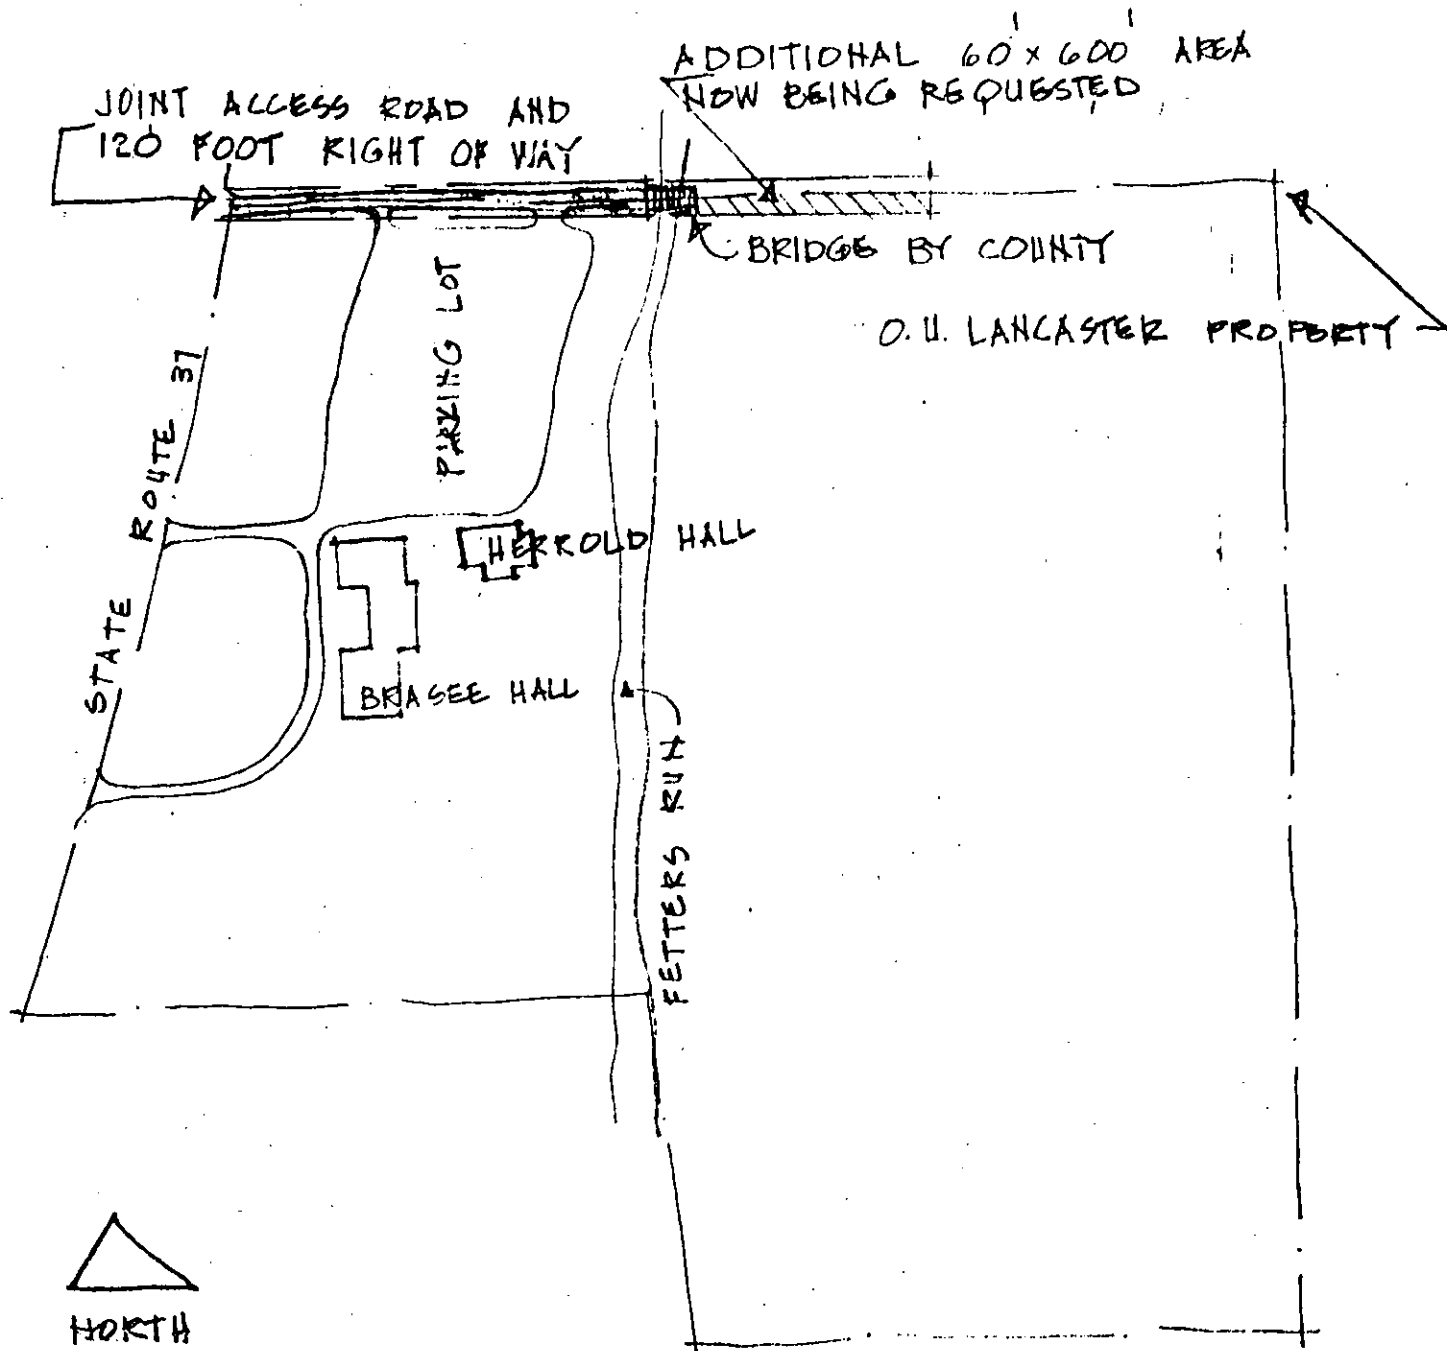 ADDITIONAL 60' x 600' AREA
NOW BEING REQUESTED
JOINT ACCESS ROAD AND
120 FOOT RIGHT OF WAY
BRIDGE BY COUNTY
O.U. LANCASTER PROPERTY
PARKING LOT
STATE ROUTE 37
HERROLD HALL
BRASEE HALL
FETTERS RUN
NORTH